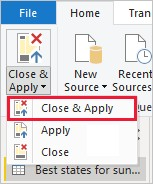 File
Home
Tran
Close &
Apply
New
Source
Recent
Sources
Close & Apply
Apply
Close
Best states for sun...